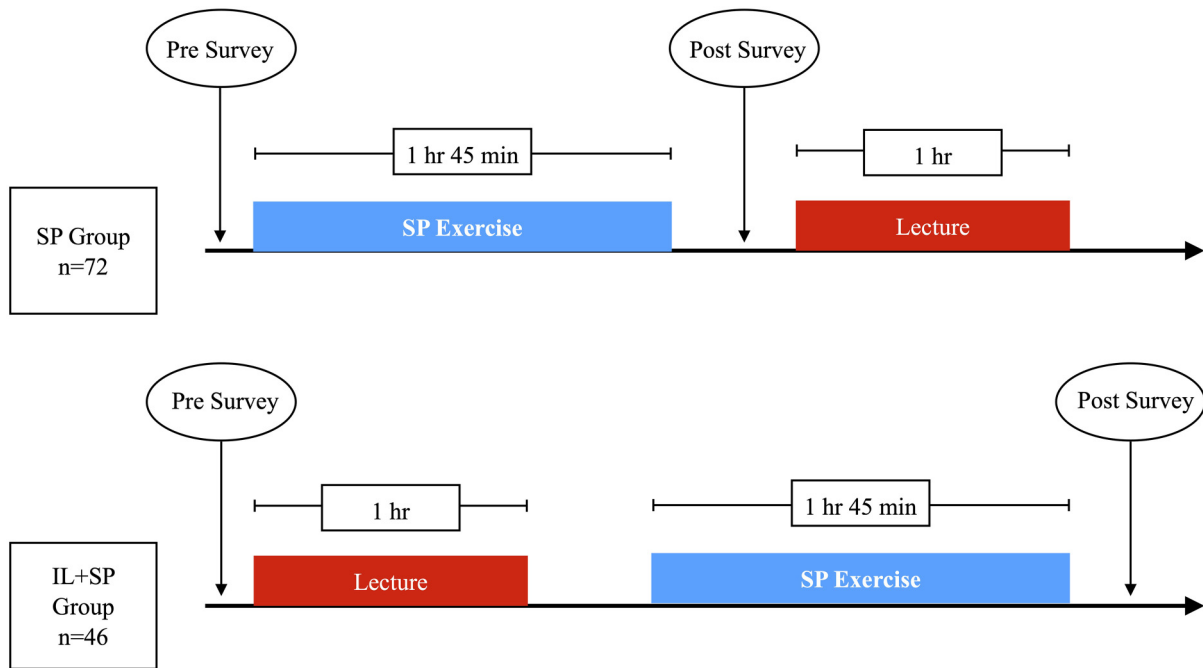 Pre Survey
Post Survey
1 hr 45 min
1 hr
SP Group
n=72
SP Exercise
Lecture
Pre Survey
Post Survey
1 hr
1 hr 45 min
IL+SP
Group
n=46
Lecture
SP Exercise